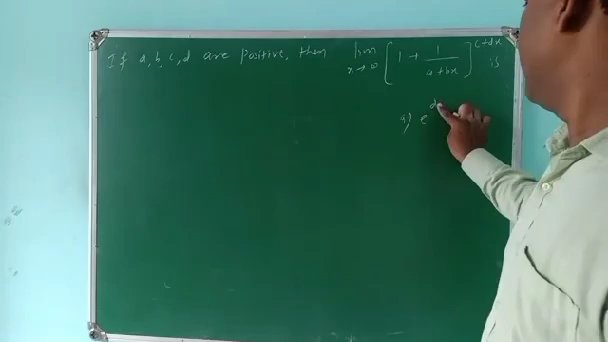 If a, b, c, d are positive, then lim x→∞ [1 + 1/(a+bx)]^(c+dx) is
a) e^d